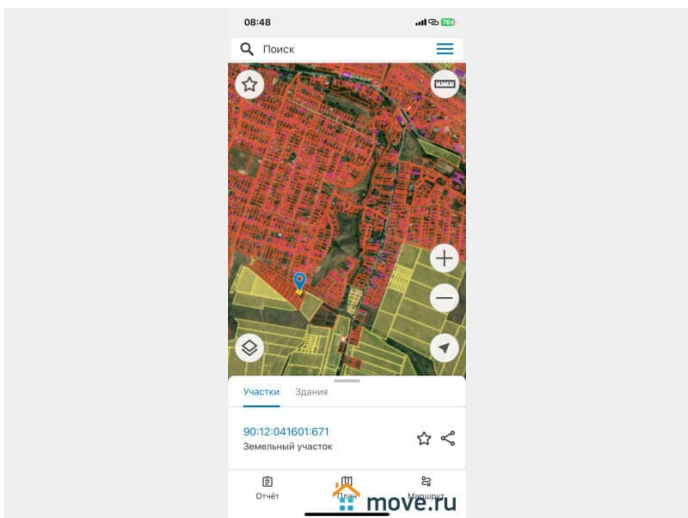 08:48
Поиск
Участки Здания
90:12:041601:671
Земельный участок
Отчёт План Маршрут
move.ru